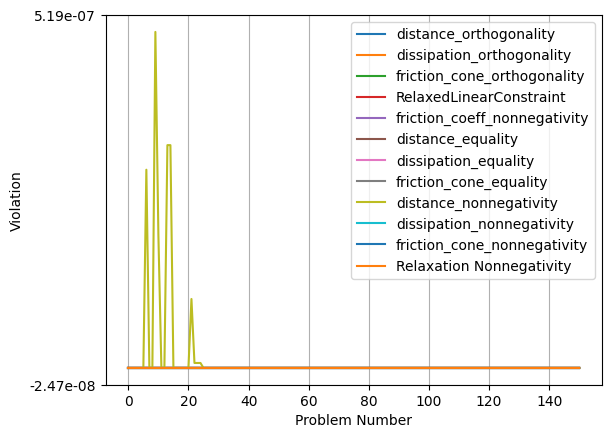 5.19e-07
distance_orthogonality
dissipation_orthogonality
friction_cone_orthogonality
RelaxedLinearConstraint
friction_coeff_nonnegativity
distance_equality
dissipation_equality
friction_cone_equality
distance_nonnegativity
dissipation_nonnegativity
friction_cone_nonnegativity
Relaxation Nonnegativity
Violation
-2.47e-08
0 20 40 60 80 100 120 140
Problem Number